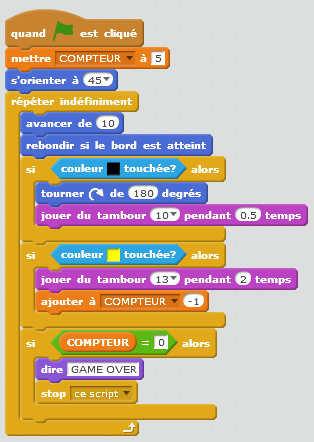 quand est cliqué
mettre COMPTEUR à 5
s'orienter à 45
répéter indéfiniment
avancer de 10
rebondir si le bord est atteint
si couleur touchée? alors
tourner de 180 degrés
jouer du tambour 10 pendant 0.5 temps
si couleur touchée? alors
jouer du tambour 13 pendant 2 temps
ajouter à COMPTEUR -1
si COMPTEUR = 0 alors
dire GAME OVER
stop ce script